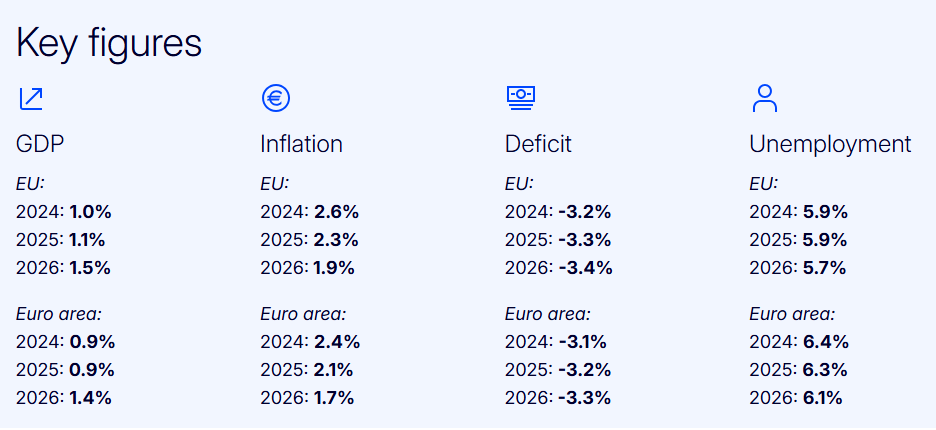 Key figures
GDP
EU:
2024: 1.0%
2025: 1.1%
2026: 1.5%
Euro area:
2024: 0.9%
2025: 0.9%
2026: 1.4%
Inflation
EU:
2024: 2.6%
2025: 2.3%
2026: 1.9%
Euro area:
2024: 2.4%
2025: 2.1%
2026: 1.7%
Deficit
EU:
2024: -3.2%
2025: -3.3%
2026: -3.4%
Euro area:
2024: -3.1%
2025: -3.2%
2026: -3.3%
Unemployment
EU:
2024: 5.9%
2025: 5.9%
2026: 5.7%
Euro area:
2024: 6.4%
2025: 6.3%
2026: 6.1%